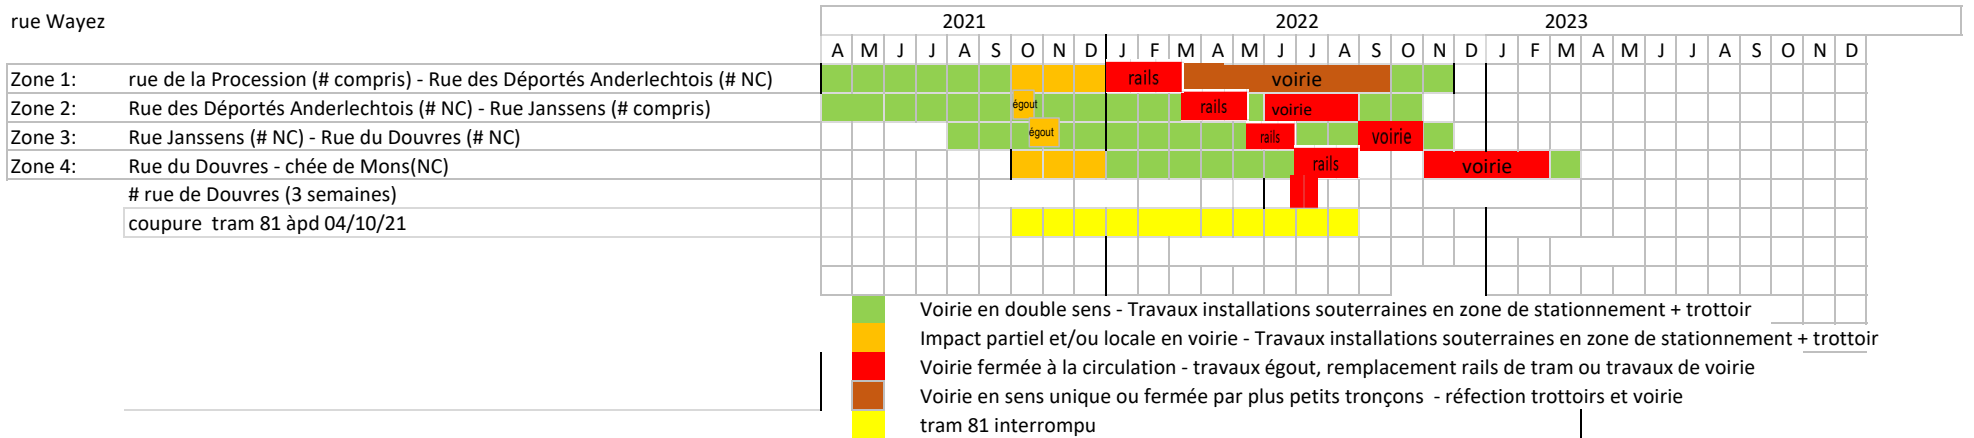 rue Wayez 2021 2022 2023
A M J J A S O N D J F M A M J J A S O N D J F M A M J J A S O N D
Zone 1: rue de la Procession (# compris) - Rue des Déportés Anderlechtois (# NC) rails voirie
Zone 2: Rue des Déportés Anderlechtois (# NC) - Rue Janssens (# compris) égout rails voirie
Zone 3: Rue Janssens (# NC) - Rue du Douvres (# NC) égout rails voirie
Zone 4: Rue du Douvres - chée de Mons(NC) rails voirie
# rue de Douvres (3 semaines)
coupure tram 81 àpd 04/10/21
Voirie en double sens - Travaux installations souterraines en zone de stationnement + trottoir
Impact partiel et/ou locale en voirie - Travaux installations souterraines en zone de stationnement + trottoir
Voirie fermée à la circulation - travaux égout, remplacement rails de tram ou travaux de voirie
Voirie en sens unique ou fermée par plus petits tronçons - réfection trottoirs et voirie
tram 81 interrompu